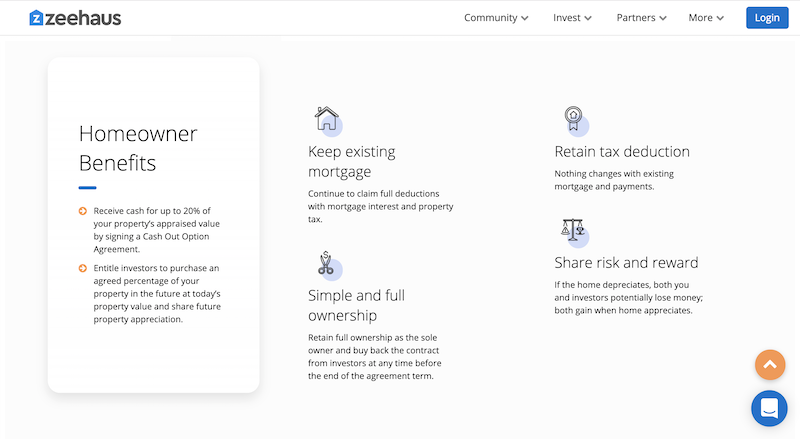 zeehaus
Community
Invest
Partners
More
Login
Homeowner
Benefits
Receive cash for up to 20% of
your property's appraised value
by signing a Cash Out Option
Agreement.
Entitle investors to purchase an
agreed percentage of your
property in the future at today's
property value and share future
property appreciation.
Keep existing
mortgage
Continue to claim full deductions
with mortgage interest and property
tax.
Simple and full
ownership
Retain full ownership as the sole
owner and buy back the contract
from investors at any time before
the end of the agreement term.
Retain tax deduction
Nothing changes with existing
mortgage and payments.
Share risk and reward
If the home depreciates, both you
and investors potentially lose money;
both gain when home appreciates.